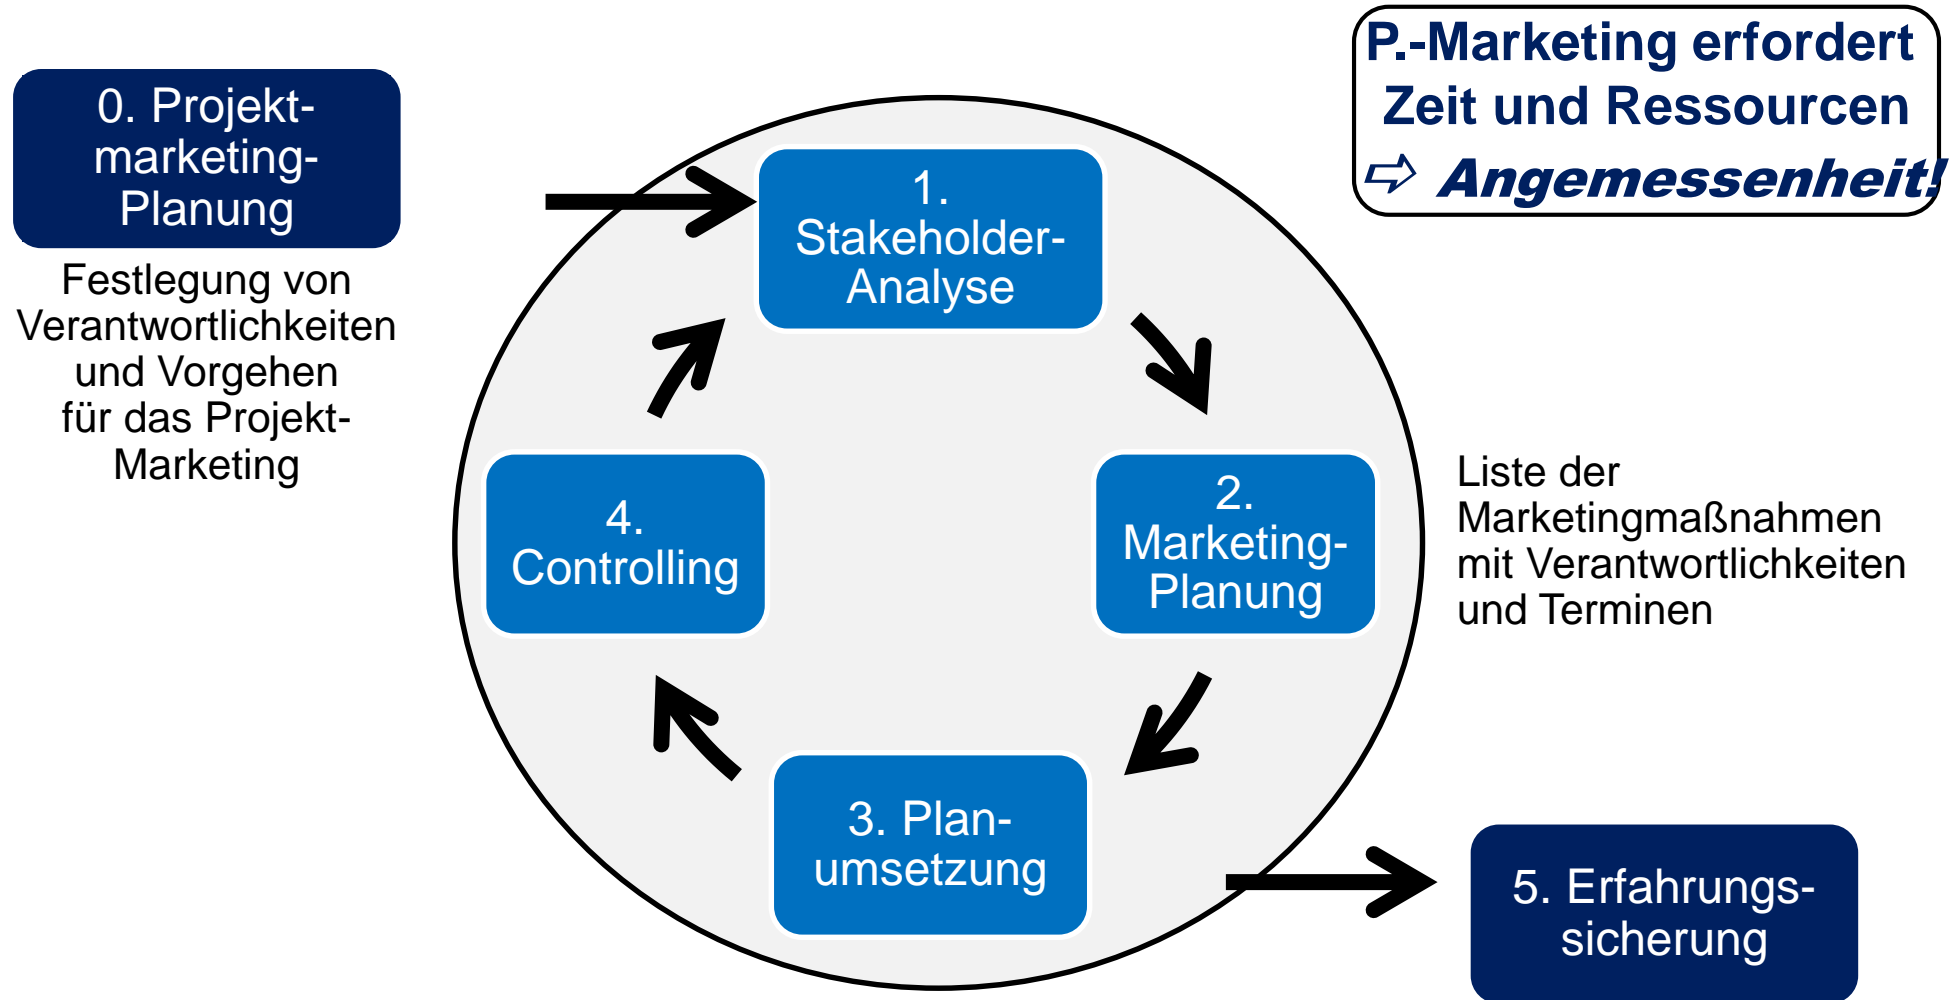 P.-Marketing erfordert
Zeit und Ressourcen
⇨ Angemessenheit!
0. Projekt-
marketing-
Planung
Festlegung von
Verantwortlichkeiten
und Vorgehen
für das Projekt-
Marketing
1.
Stakeholder-
Analyse
2.
Marketing-
Planung
Liste der
Marketingmaßnahmen
mit Verantwortlichkeiten
und Terminen
3. Plan-
umsetzung
4.
Controlling
5. Erfahrungs-
sicherung